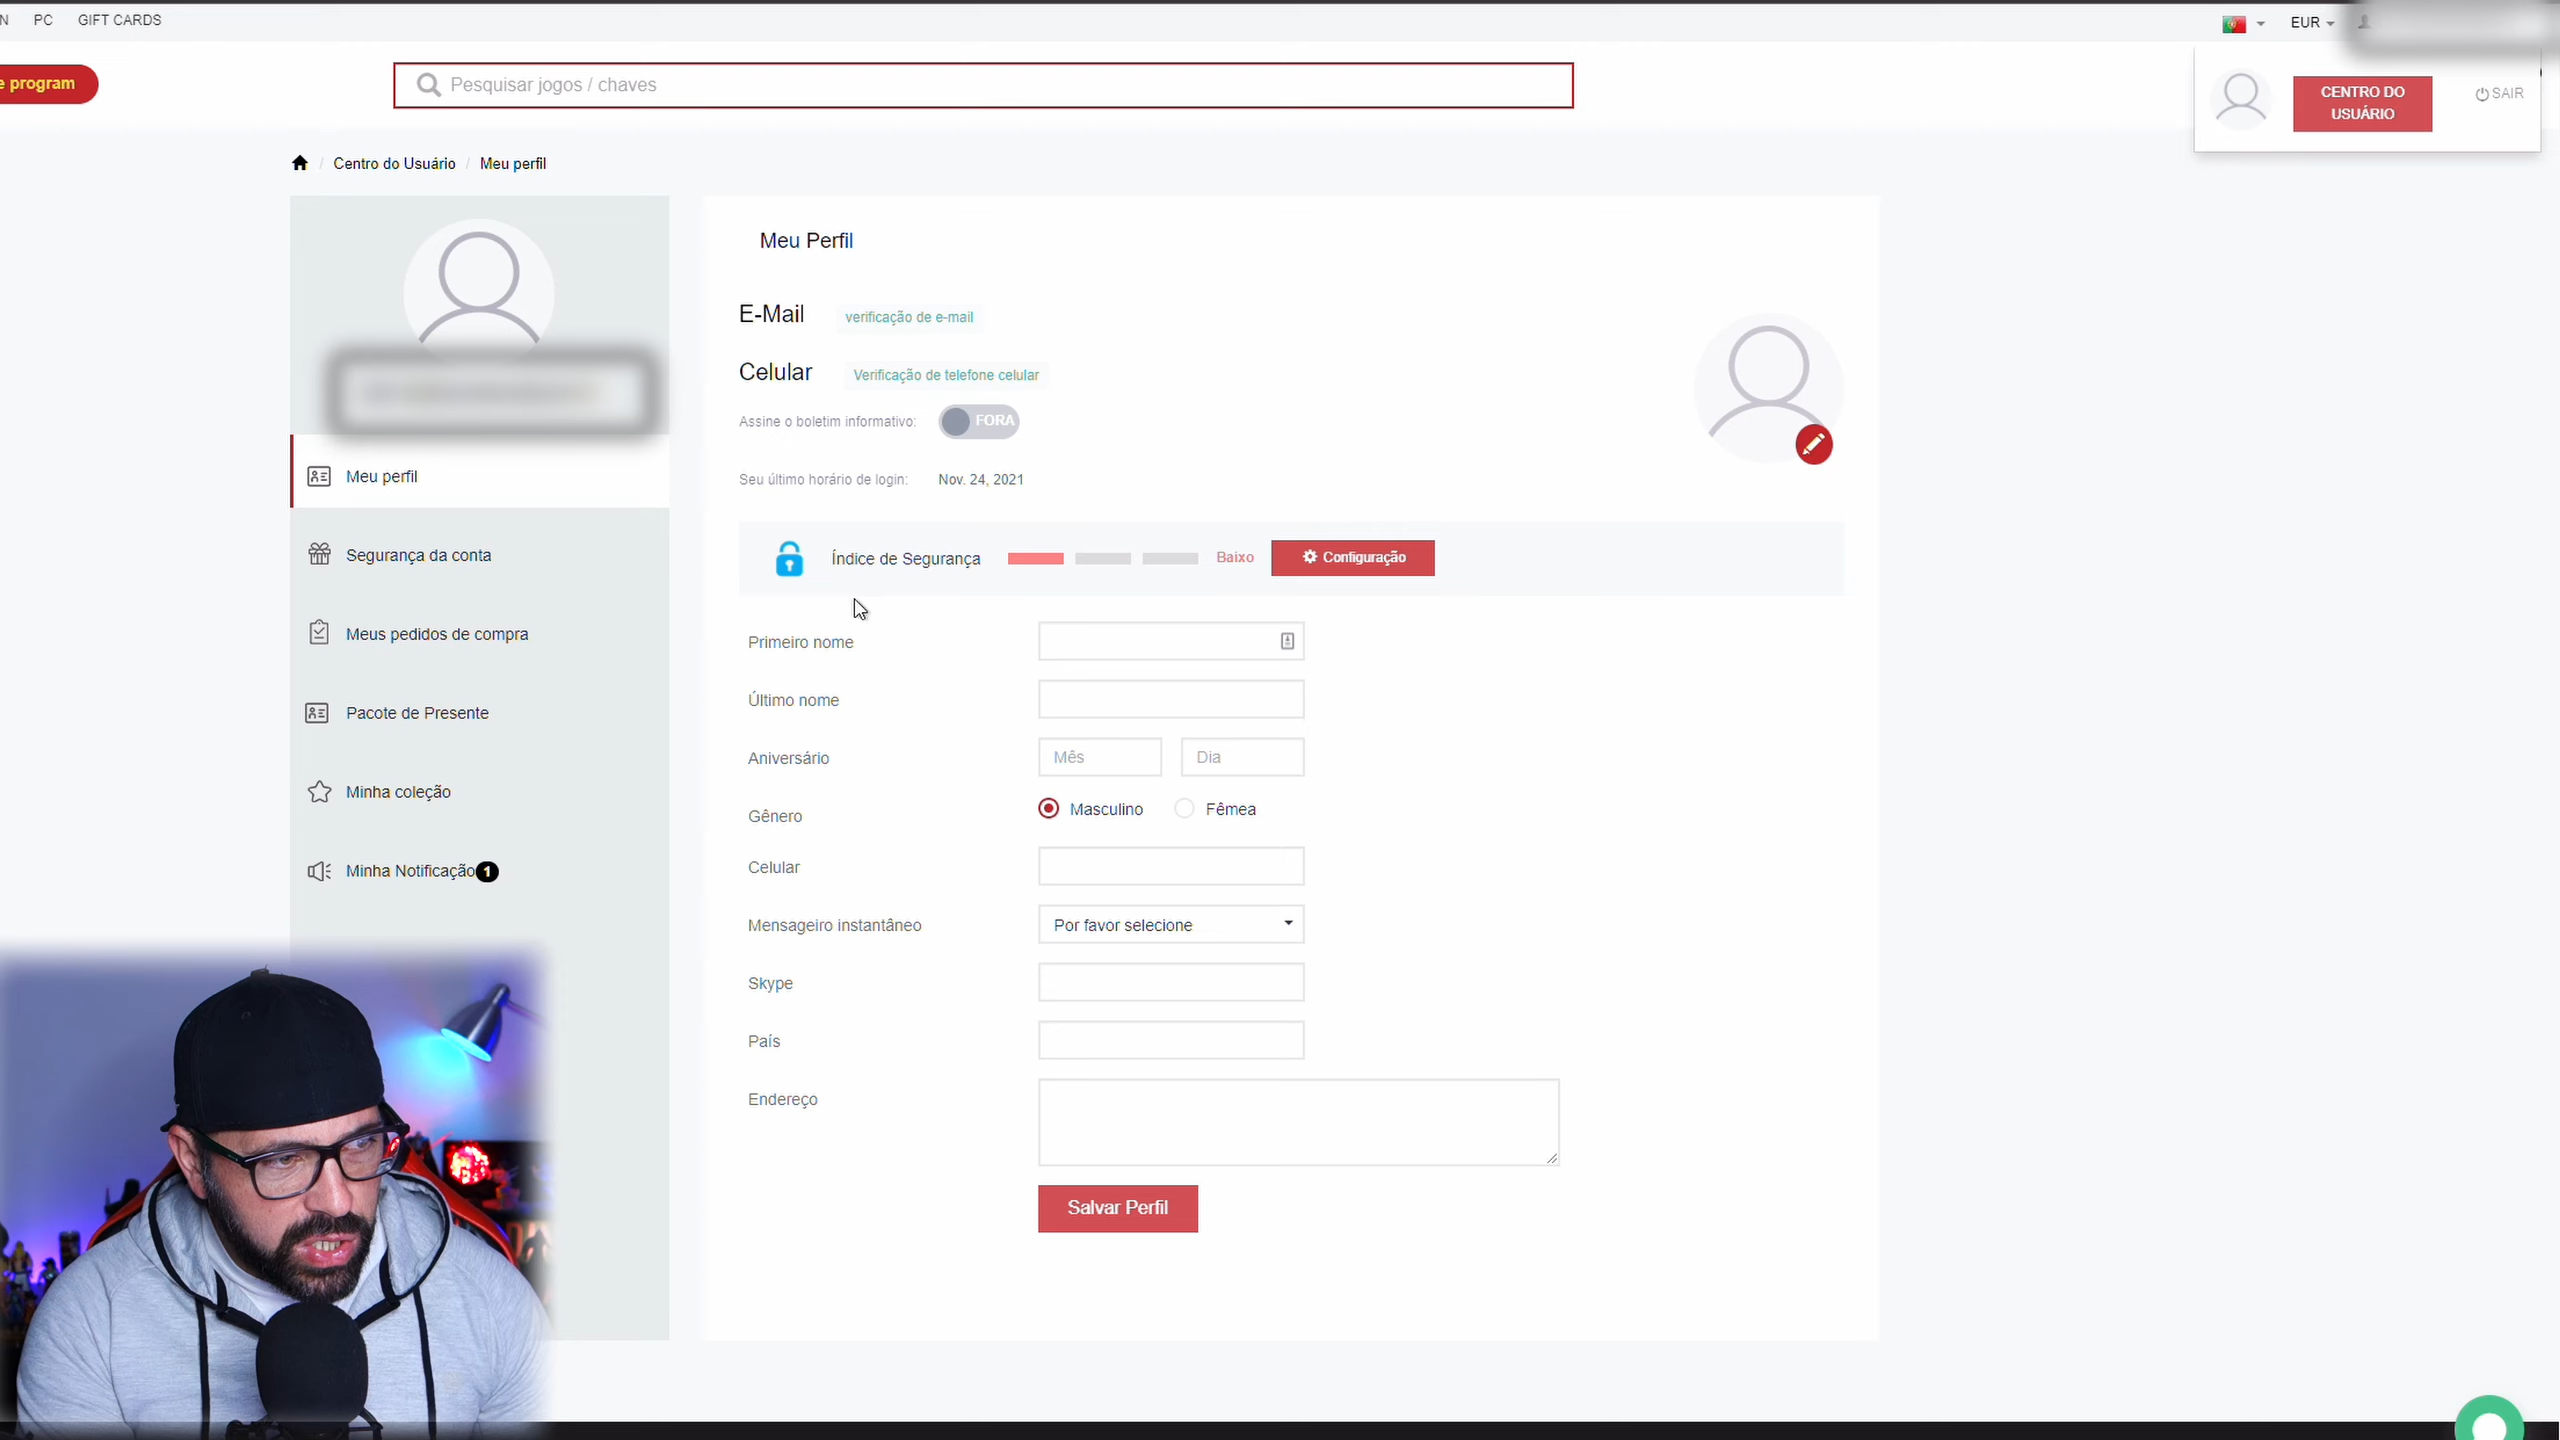 N PC GIFT CARDS
EUR
e program
Pesquisar jogos / chaves
CENTRO DO
USUÁRIO
SAIR
/ Centro do Usuário / Meu perfil
Meu Perfil
E-Mail verificação de e-mail
Celular Verificação de telefone celular
Assine o boletim informativo: FORA
Seu último horário de login: Nov. 24, 2021
Meu perfil
Segurança da conta
Meus pedidos de compra
Pacote de Presente
Minha coleção
Minha Notificação 1
Índice de Segurança Baixo Configuração
Primeiro nome
Último nome
Aniversário Mês Dia
Gênero Masculino Fêmea
Celular
Mensageiro instantâneo Por favor selecione
Skype
País
Endereço
Salvar Perfil